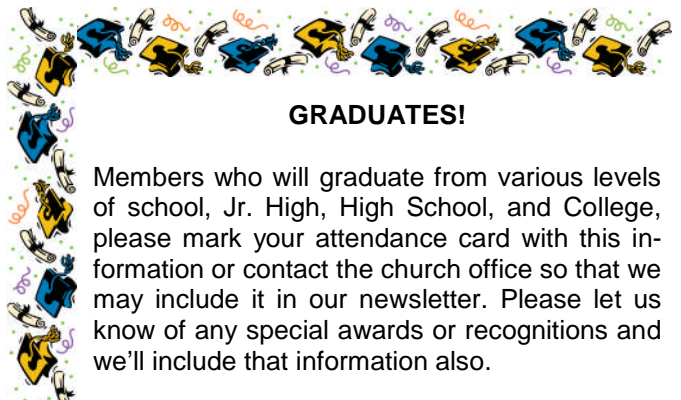 GRADUATES!
Members who will graduate from various levels
of school, Jr. High, High School, and College,
please mark your attendance card with this in-
formation or contact the church office so that we
may include it in our newsletter. Please let us
know of any special awards or recognitions and
we'll include that information also.